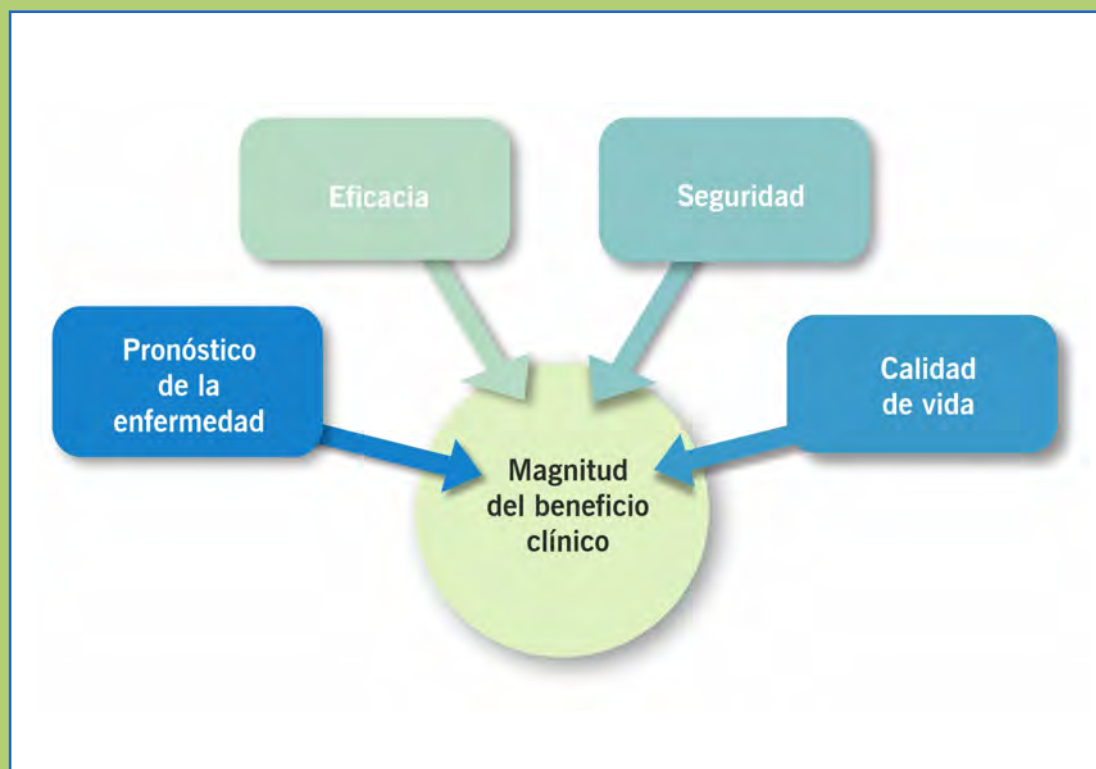 Eficacia
Seguridad
Pronóstico
de la
enfermedad
Calidad
de vida
Magnitud
del beneficio
clínico